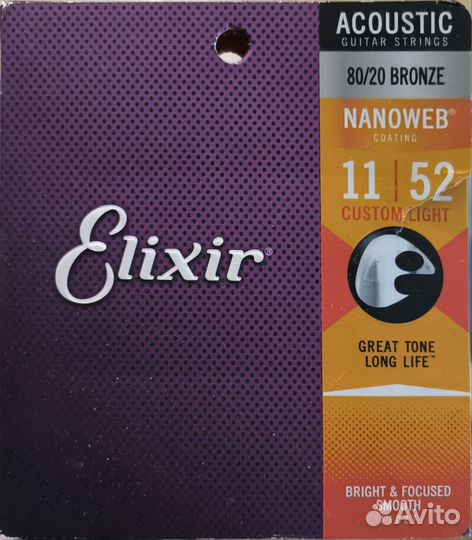 ACOUSTIC
GUITAR STRINGS
80/20 BRONZE
NANOWEB®
COATING
11 | 52
CUSTOM LIGHT
Elixir®
GREAT TONE
LONG LIFE™
BRIGHT & FOCUSED
SMOOTH
Avito